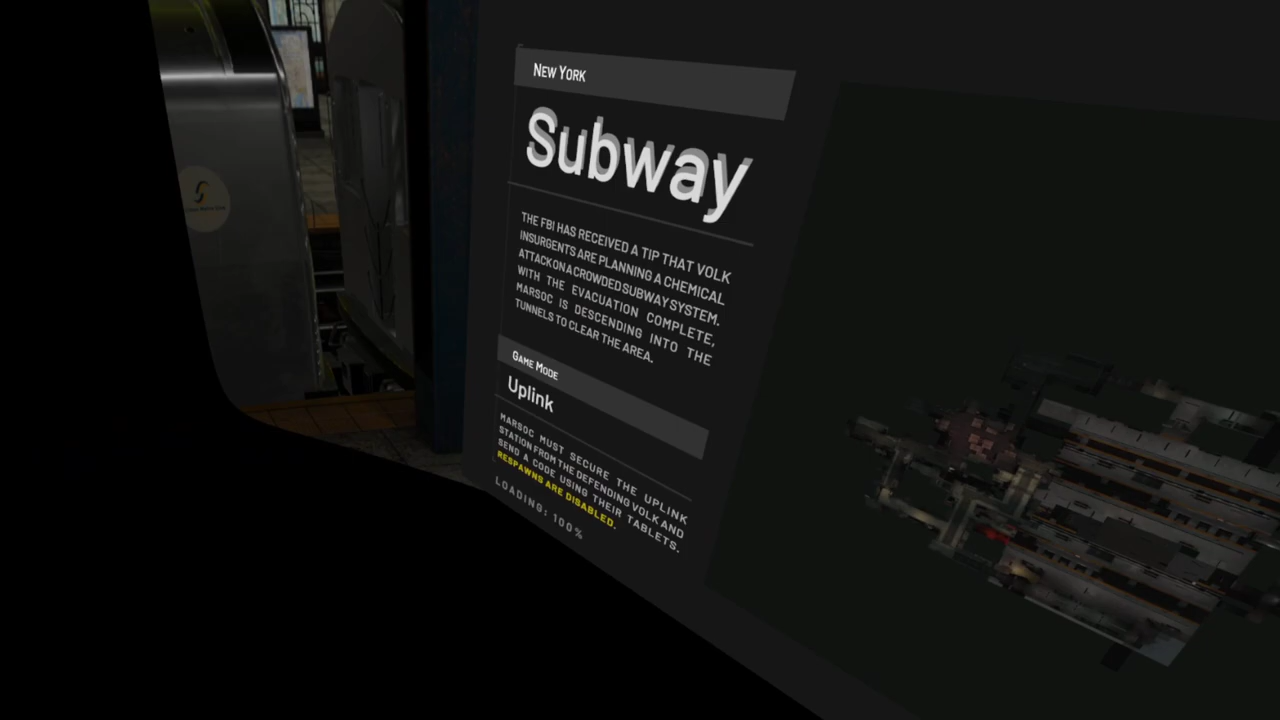 New York
Subway
THE FBI HAS RECEIVED A TIP THAT VOLK
INSURGENTS ARE PLANNING A CHEMICAL
ATTACK ON A CROWDED SUBWAY SYSTEM.
WITH THE EVACUATION COMPLETE,
MARSOC IS DESCENDING INTO THE
TUNNELS TO CLEAR THE AREA.
Game Mode
Uplink
MARSOC MUST SECURE THE UPLINK
STATION FROM THE DEFENDING VOLK AND
SEND A CODE USING THEIR TABLETS.
RESPAWNS ARE DISABLED.
LOADING: 100%